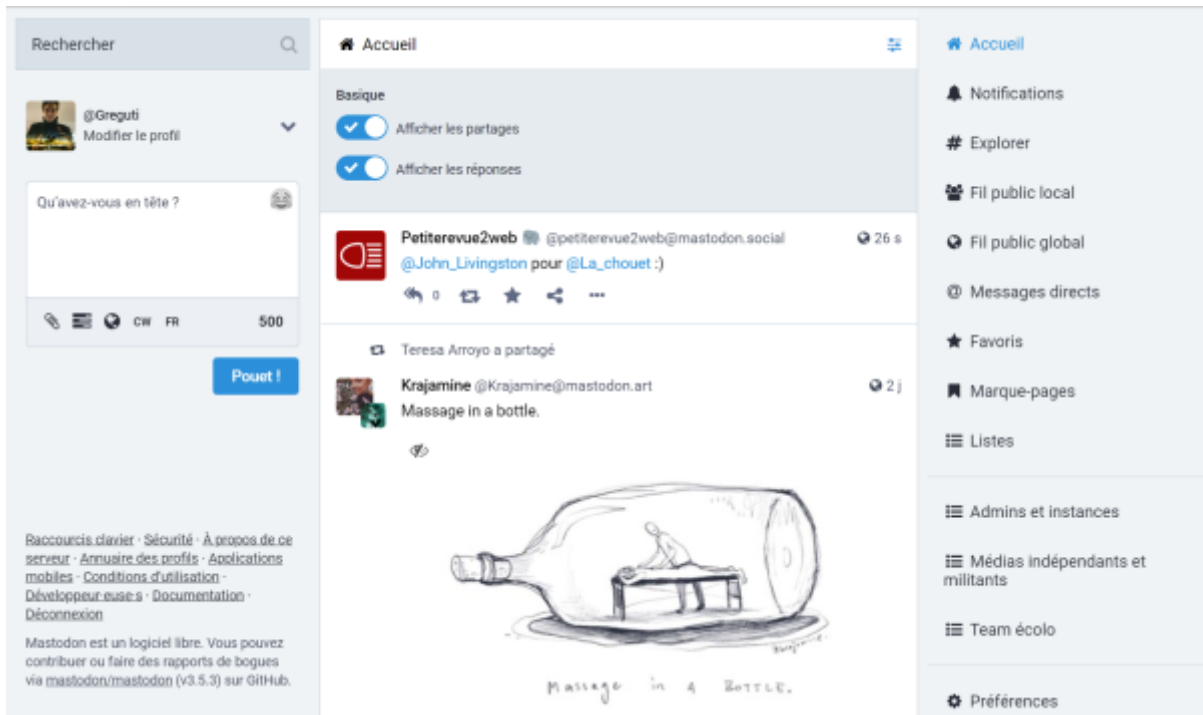 Rechercher
@Greguti
Modifier le profil
Qu'avez-vous en tête ?
CW FR 500
Pouet !
Raccourcis clavier · Sécurité · À propos de ce
serveur · Annuaire des profils · Applications
mobiles · Conditions d'utilisation ·
Développeur·euse·s · Documentation ·
Déconnexion
Mastodon est un logiciel libre. Vous pouvez
contribuer ou faire des rapports de bogues
via mastodon/mastodon (v3.5.3) sur GitHub.
Accueil
Basique
Afficher les partages
Afficher les réponses
Petiterevue2web @petiterevue2web@mastodon.social 26 s
@John_Livingston pour @La_chouet :)
0
Teresa Arroyo a partagé
Krajamine @Krajamine@mastodon.art 2 j
Massage in a bottle.
Krajamine.
MASSAGE in A BOTTLE.
Accueil
Notifications
# Explorer
Fil public local
Fil public global
@ Messages directs
Favoris
Marque-pages
Listes
Admins et instances
Médias indépendants et
militants
Team écolo
Préférences